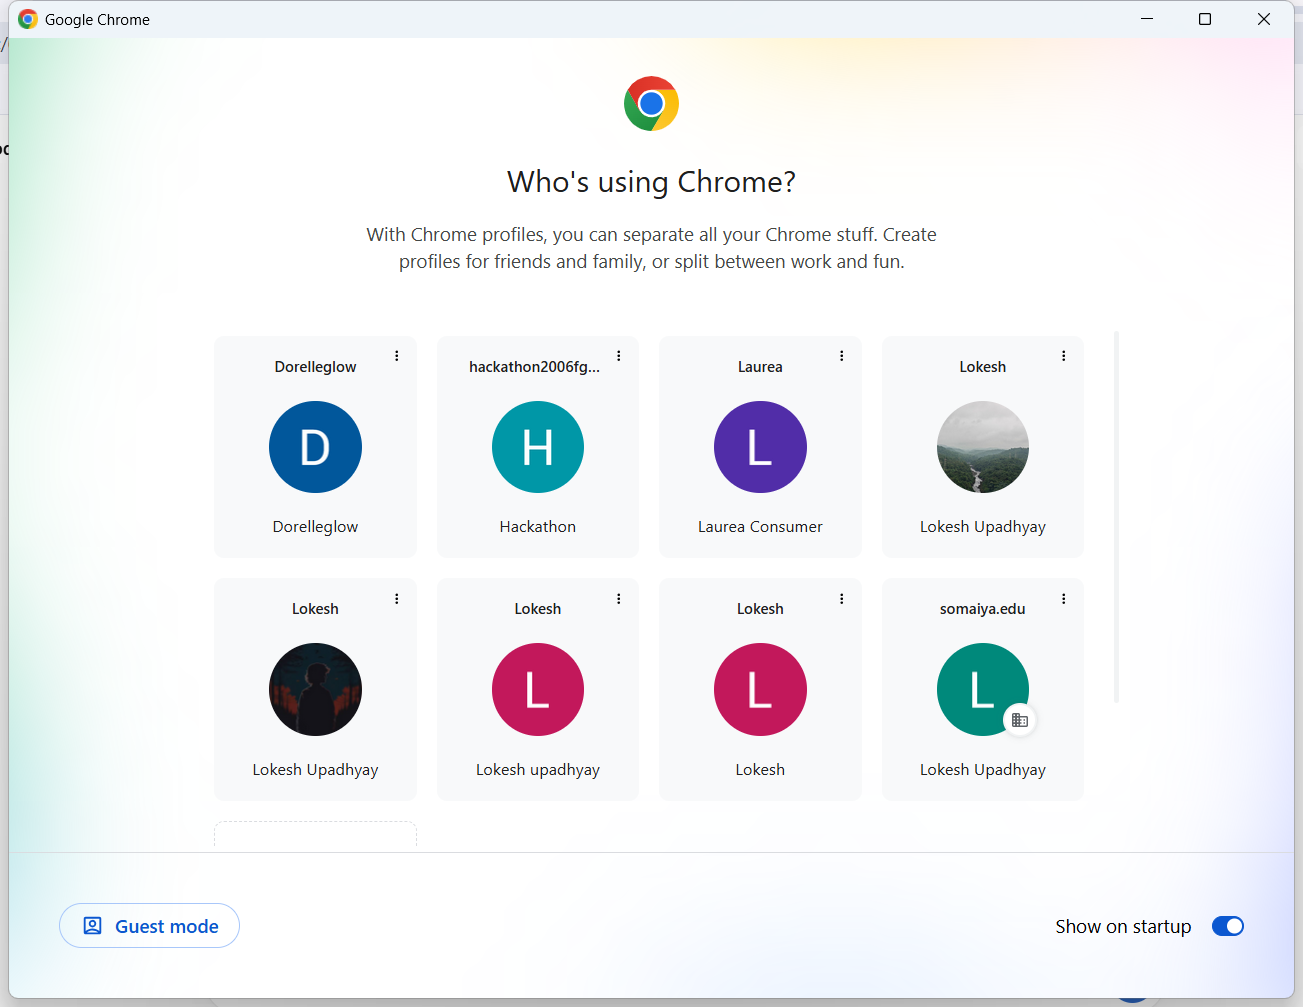 Google Chrome
Who's using Chrome?
With Chrome profiles, you can separate all your Chrome stuff. Create
profiles for friends and family, or split between work and fun.
Dorelleglow
D
Dorelleglow
hackathon2006fg...
H
Hackathon
Laurea
L
Laurea Consumer
Lokesh
Lokesh Upadhyay
Lokesh
Lokesh Upadhyay
Lokesh
L
Lokesh upadhyay
Lokesh
L
Lokesh
somaiya.edu
L
Lokesh Upadhyay
Guest mode
Show on startup